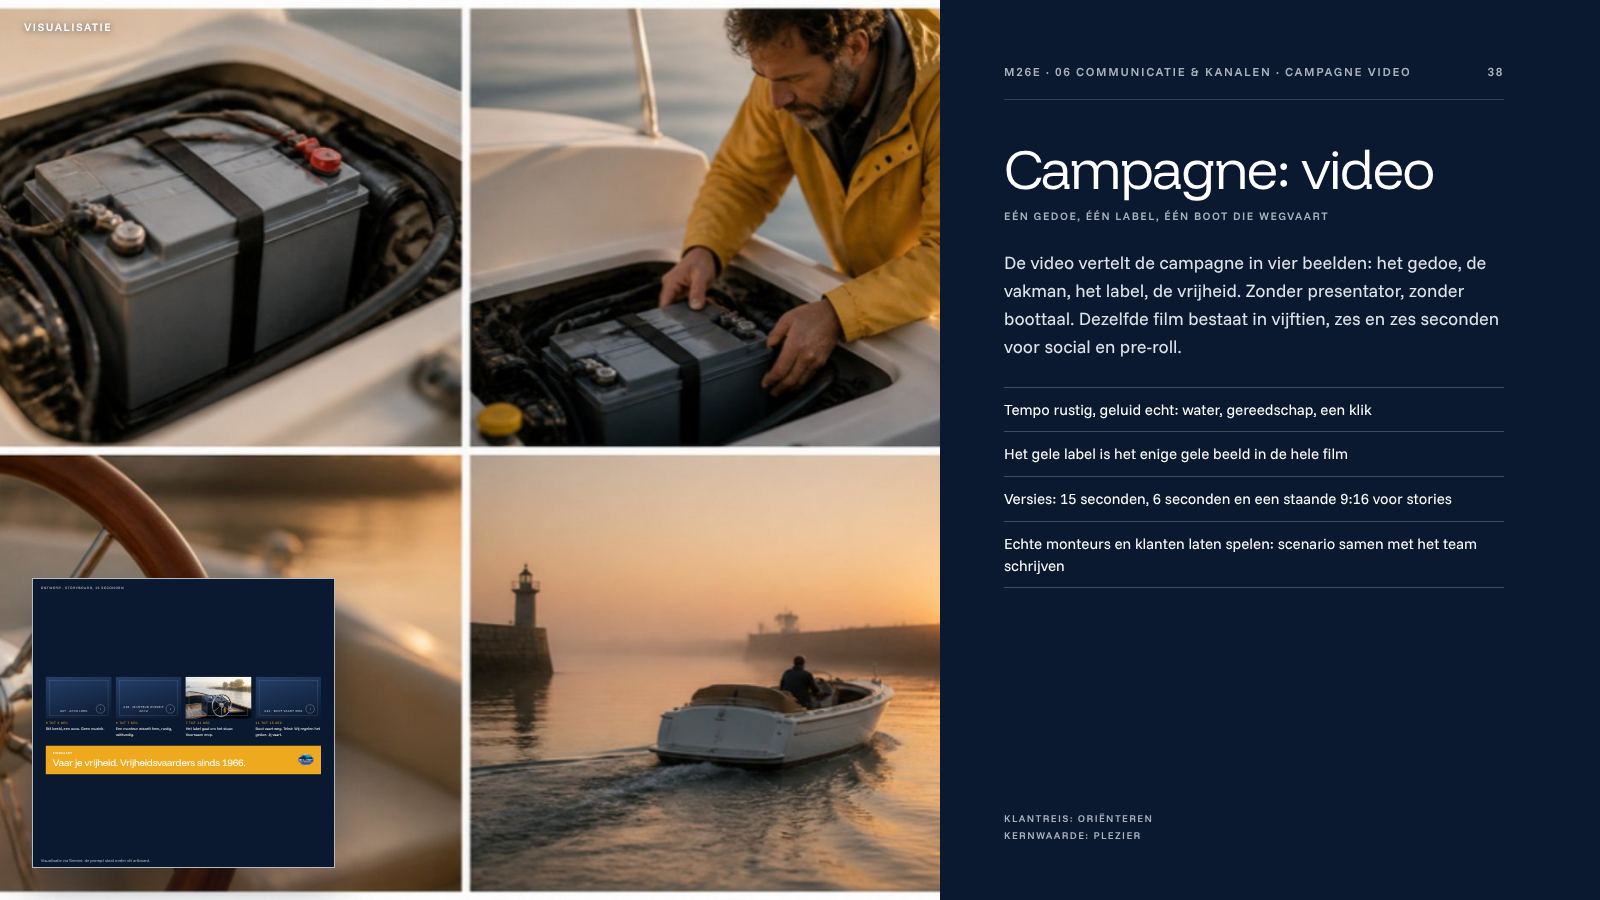 VISUALISATIE
M26E · 06 COMMUNICATIE & KANALEN · CAMPAGNE VIDEO
38
Campagne: video
EÉN GEDOE, ÉÉN LABEL, ÉÉN BOOT DIE WEGVAART
De video vertelt de campagne in vier beelden: het gedoe, de
vakman, het label, de vrijheid. Zonder presentator, zonder
boottaal. Dezelfde film bestaat in vijftien, zes en zes seconden
voor social en pre-roll.
Tempo rustig, geluid echt: water, gereedschap, een klik
Het gele label is het enige gele beeld in de hele film
Versies: 15 seconden, 6 seconden en een staande 9:16 voor stories
Echte monteurs en klanten laten spelen: scenario samen met het team
schrijven
Vaar je vrijheid. Vrijheidsvaarders sinds 1966.
KLANTREIS: ORIËNTEREN
KERNWAARDE: PLEZIER